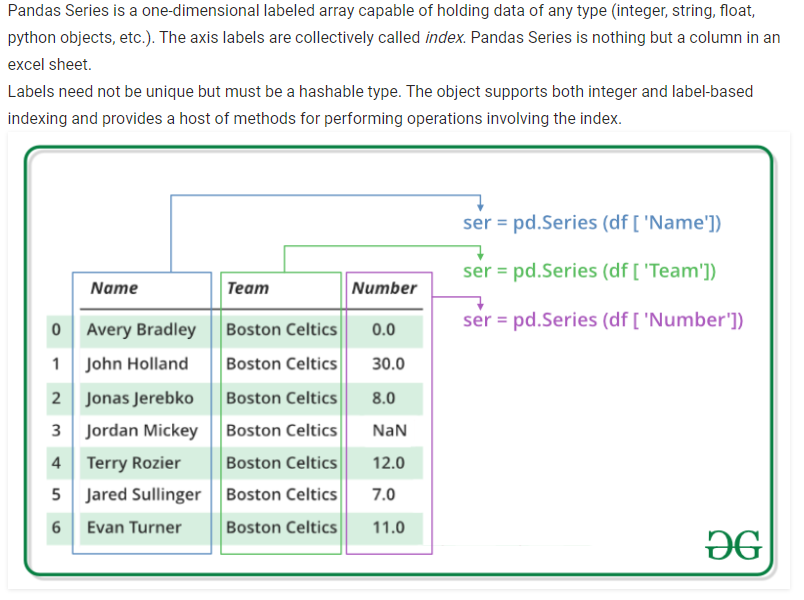 Pandas Series is a one-dimensional labeled array capable of holding data of any type (integer, string, float,
python objects, etc.). The axis labels are collectively called index. Pandas Series is nothing but a column in an
excel sheet.
Labels need not be unique but must be a hashable type. The object supports both integer and label-based
indexing and provides a host of methods for performing operations involving the index.
ser = pd.Series (df [ 'Name'])
ser = pd.Series (df [ 'Team'])
ser = pd.Series (df [ 'Number'])
Name Team Number
0 Avery Bradley Boston Celtics 0.0
1 John Holland Boston Celtics 30.0
2 Jonas Jerebko Boston Celtics 8.0
3 Jordan Mickey Boston Celtics NaN
4 Terry Rozier Boston Celtics 12.0
5 Jared Sullinger Boston Celtics 7.0
6 Evan Turner Boston Celtics 11.0